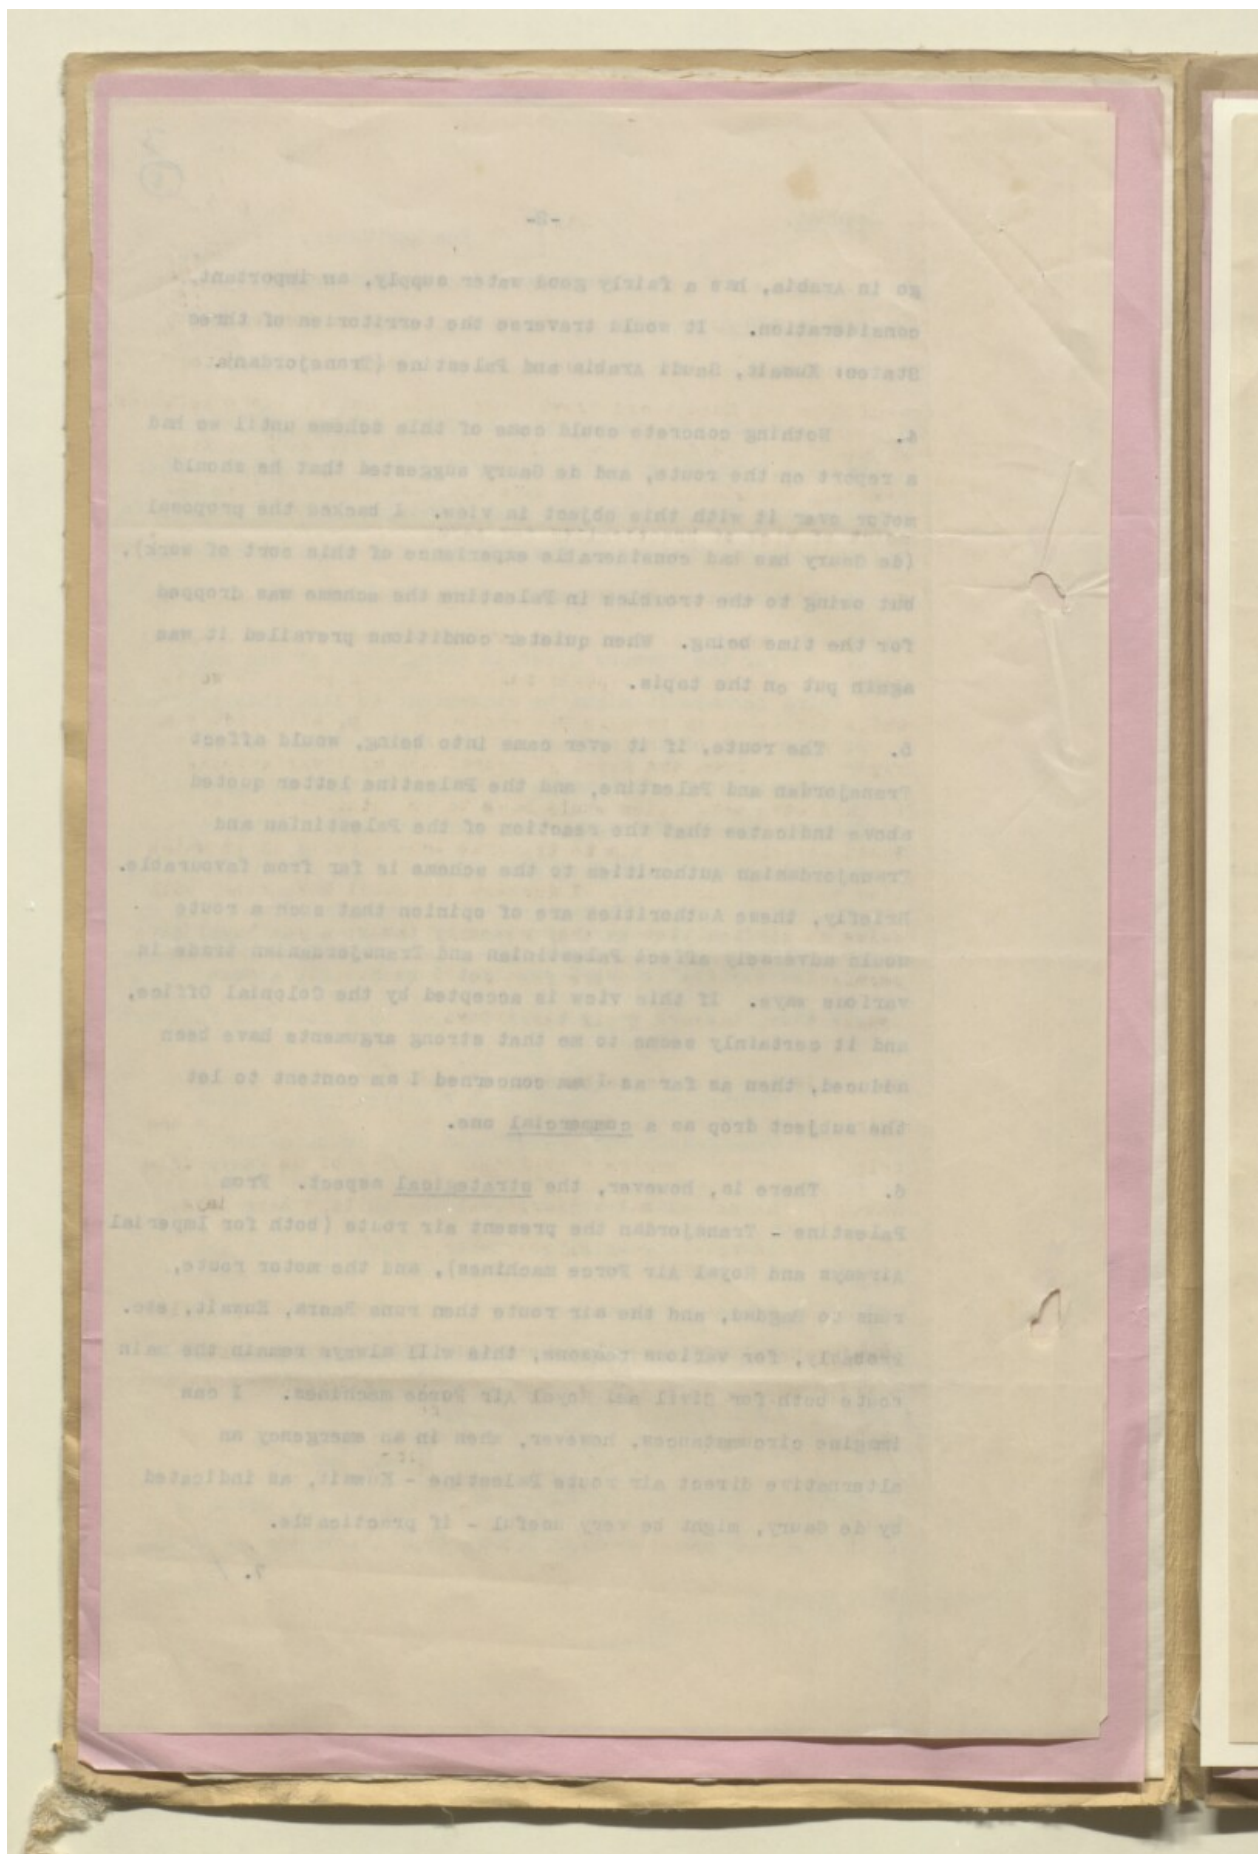 -2-
go in Arabia, has a fairly good water supply, an important
consideration. It would traverse the territories of three
States: Kuwait, Saudi Arabia and Palestine (Transjordan).
4. Nothing concrete could come of this scheme until we had
a report on the route, and de Gaury suggested that he should
motor over it with this object in view. I backed the proposal
(de Gaury has had considerable experience of this sort of work),
but owing to the troubles in Palestine the scheme was dropped
for the time being. When quieter conditions prevailed it was
again put on the tapis.
5. The route, if it ever came into being, would affect
Transjordan and Palestine, and the Palestine letter quoted
above indicates that the reaction of the Palestinian and
Transjordanian Authorities to the scheme is far from favourable.
Briefly, these Authorities are of opinion that such a route
would adversely affect Palestinian and Transjordanian trade in
various ways. If this view is accepted by the Colonial Office,
and it certainly seems to me that strong arguments have been
adduced, then as far as I am concerned I am content to let
the subject drop as a commercial one.
6. There is, however, the strategical aspect. From
Palestine - Transjordan the present air route (both for Imperial
Airways and Royal Air Force machines), and the motor route,
runs to Bagdad, and the air route then runs Basra, Kuwait, etc.
Probably, for various reasons, this will always remain the main
route both for Civil and Royal Air Force machines. I can
imagine circumstances, however, when in an emergency an
alternative direct air route Palestine - Kuwait, as indicated
by de Gaury, might be very useful - if practicable.
7.